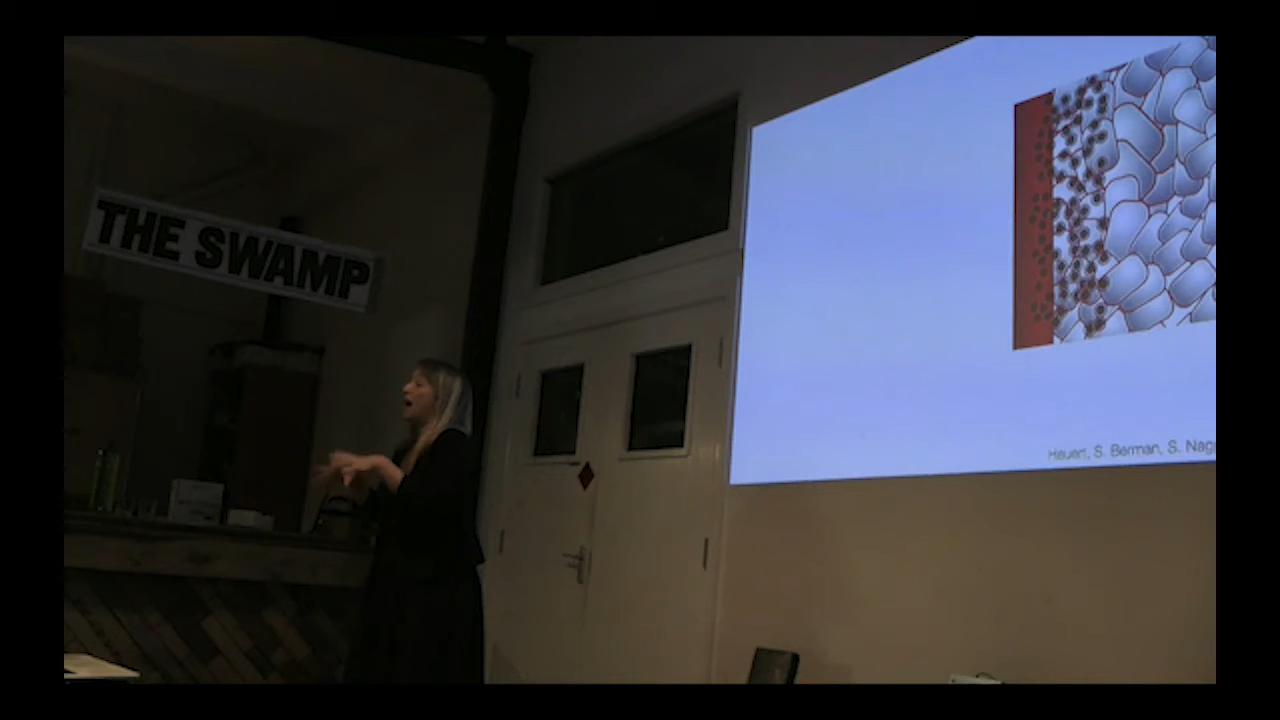 THE SWAMP
Hauert, S. Berman, S. Nag